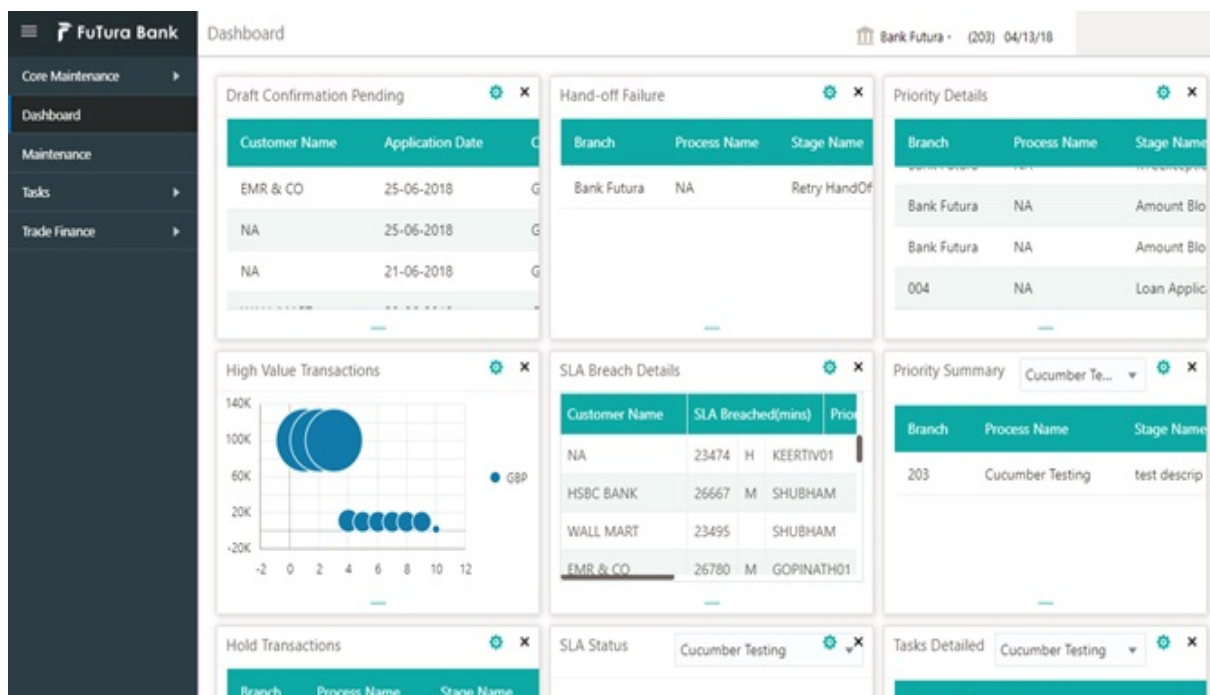 FuTura Bank
Dashboard
Bank Futura
(203) 04/13/18
Core Maintenance
Dashboard
Maintenance
Tasks
Trade Finance
Draft Confirmation Pending
Customer Name Application Date C
EMR & CO 25-06-2018 G
NA 25-06-2018 G
NA 21-06-2018 G
Hand-off Failure
Branch Process Name Stage Name
Bank Futura NA Retry HandOf
Priority Details
Branch Process Name Stage Name
Bank Futura NA Amount Blo
Bank Futura NA Amount Blo
004 NA Loan Applic
High Value Transactions
140K
100K
60K
20K
-20K
-2 0 2 4 6 8 10 12
GBP
SLA Breach Details
Customer Name SLA Breached(mins) Prior
NA 23474 H KEERTIV01
HSBC BANK 26667 M SHUBHAM
WALL MART 23495 SHUBHAM
EMR & CO 26780 M GOPINATH01
Priority Summary Cucumber Te...
Branch Process Name Stage Name
203 Cucumber Testing test descrip
Hold Transactions
Branch Process Name Stage Name
SLA Status Cucumber Testing
Tasks Detailed Cucumber Testing